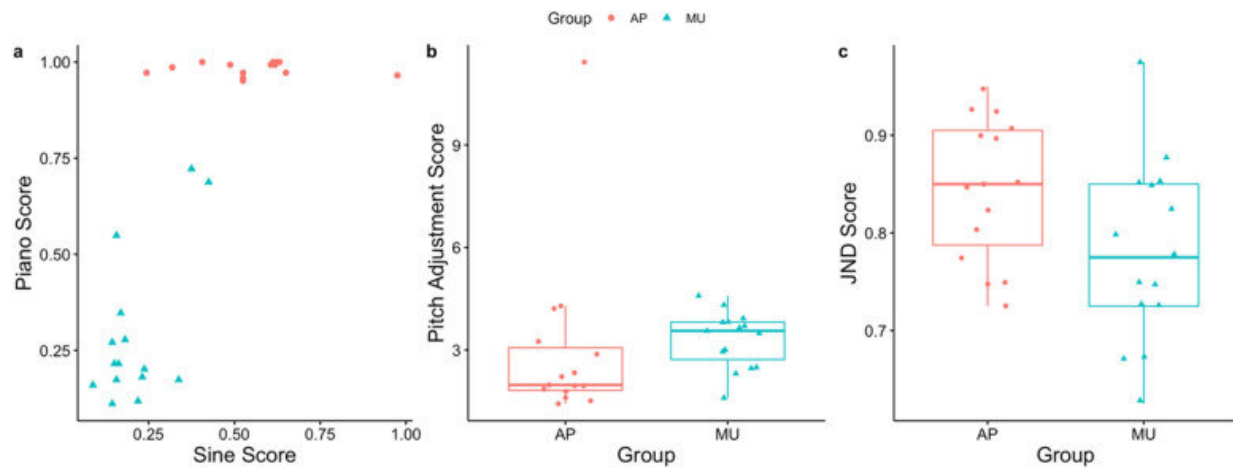 Group AP MU
a
Piano Score
1.00
0.75
0.50
0.25
0.25 0.50 0.75 1.00
Sine Score
b
Pitch Adjustment Score
9
6
3
AP MU
Group
c
JND Score
0.9
0.8
0.7
AP MU
Group